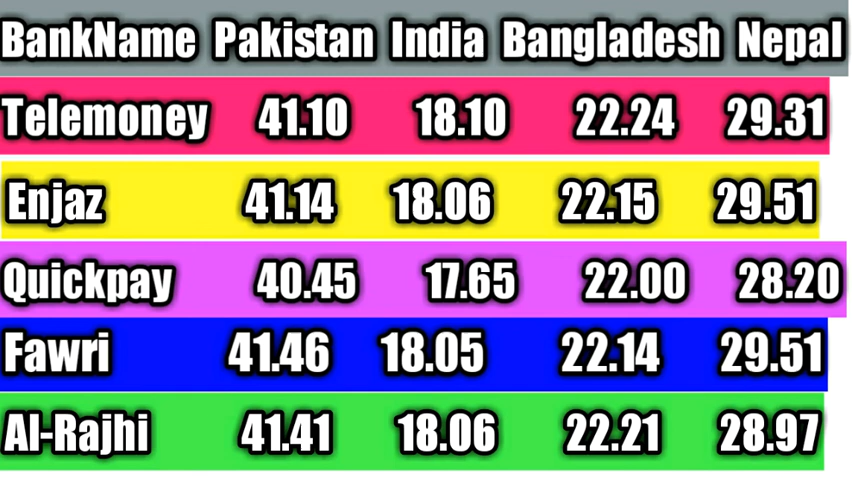 BankName Pakistan India Bangladesh Nepal
Telemoney 41.10 18.10 22.24 29.31
Enjaz 41.14 18.06 22.15 29.51
Quickpay 40.45 17.65 22.00 28.20
Fawri 41.46 18.05 22.14 29.51
Al-Rajhi 41.41 18.06 22.21 28.97